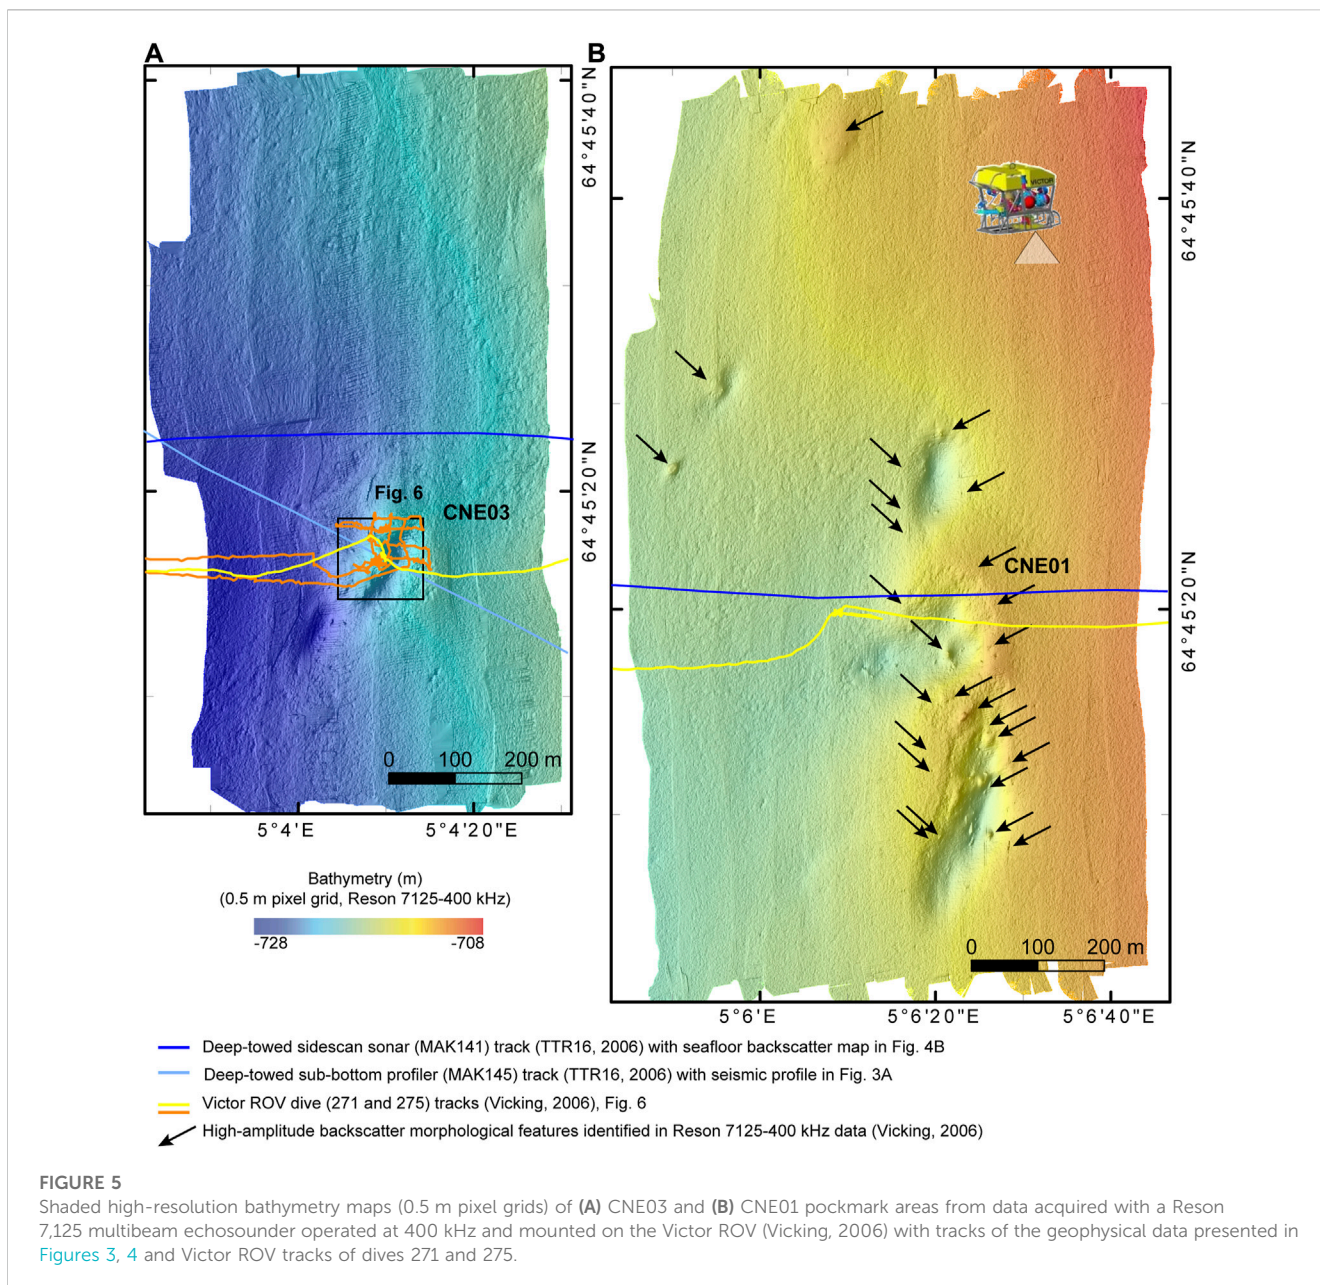 A
B
64°45'40"N
64°45'20"N
64°45'40"N
64°45'20"N
VICTOR
Fig. 6
CNE03
CNE01
0 100 200 m
5°4'E 5°4'20"E
0 100 200 m
5°6'E 5°6'20"E 5°6'40"E
Bathymetry (m)
(0.5 m pixel grid, Reson 7125-400 kHz)
-728 -708
Deep-towed sidescan sonar (MAK141) track (TTR16, 2006) with seafloor backscatter map in Fig. 4B
Deep-towed sub-bottom profiler (MAK145) track (TTR16, 2006) with seismic profile in Fig. 3A
Victor ROV dive (271 and 275) tracks (Vicking, 2006), Fig. 6
High-amplitude backscatter morphological features identified in Reson 7125-400 kHz data (Vicking, 2006)
FIGURE 5
Shaded high-resolution bathymetry maps (0.5 m pixel grids) of (A) CNE03 and (B) CNE01 pockmark areas from data acquired with a Reson
7,125 multibeam echosounder operated at 400 kHz and mounted on the Victor ROV (Vicking, 2006) with tracks of the geophysical data presented in
Figures 3, 4 and Victor ROV tracks of dives 271 and 275.